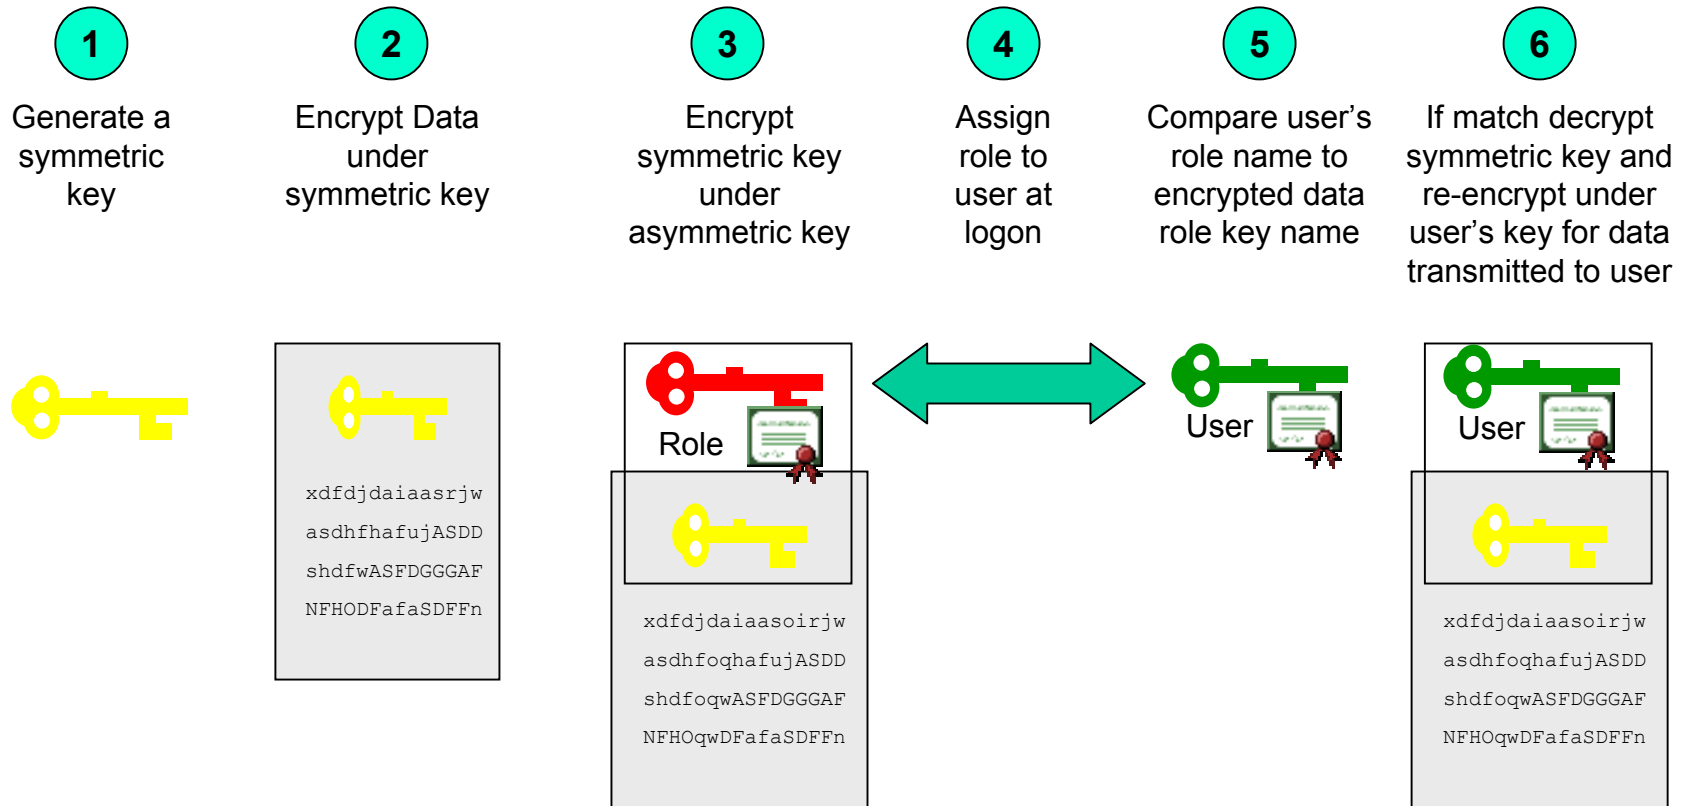 1
Generate a
symmetric
key
2
Encrypt Data
under
symmetric key
3
Encrypt
symmetric key
under
asymmetric key
4
Assign
role to
user at
logon
5
Compare user's
role name to
encrypted data
role key name
6
If match decrypt
symmetric key and
re-encrypt under
user's key for data
transmitted to user
xdfdjdaiaasrjw
asdhfhafujASDD
shdfwASFDGGGAF
NFHODFafaSDFFn
Role
xdfdjdaiaasoirjw
asdhfoqhafujASDD
shdfoqwASFDGGGAF
NFHOqwDFafaSDFFn
User
User
xdfdjdaiaasoirjw
asdhfoqhafujASDD
shdfoqwASFDGGGAF
NFHOqwDFafaSDFFn